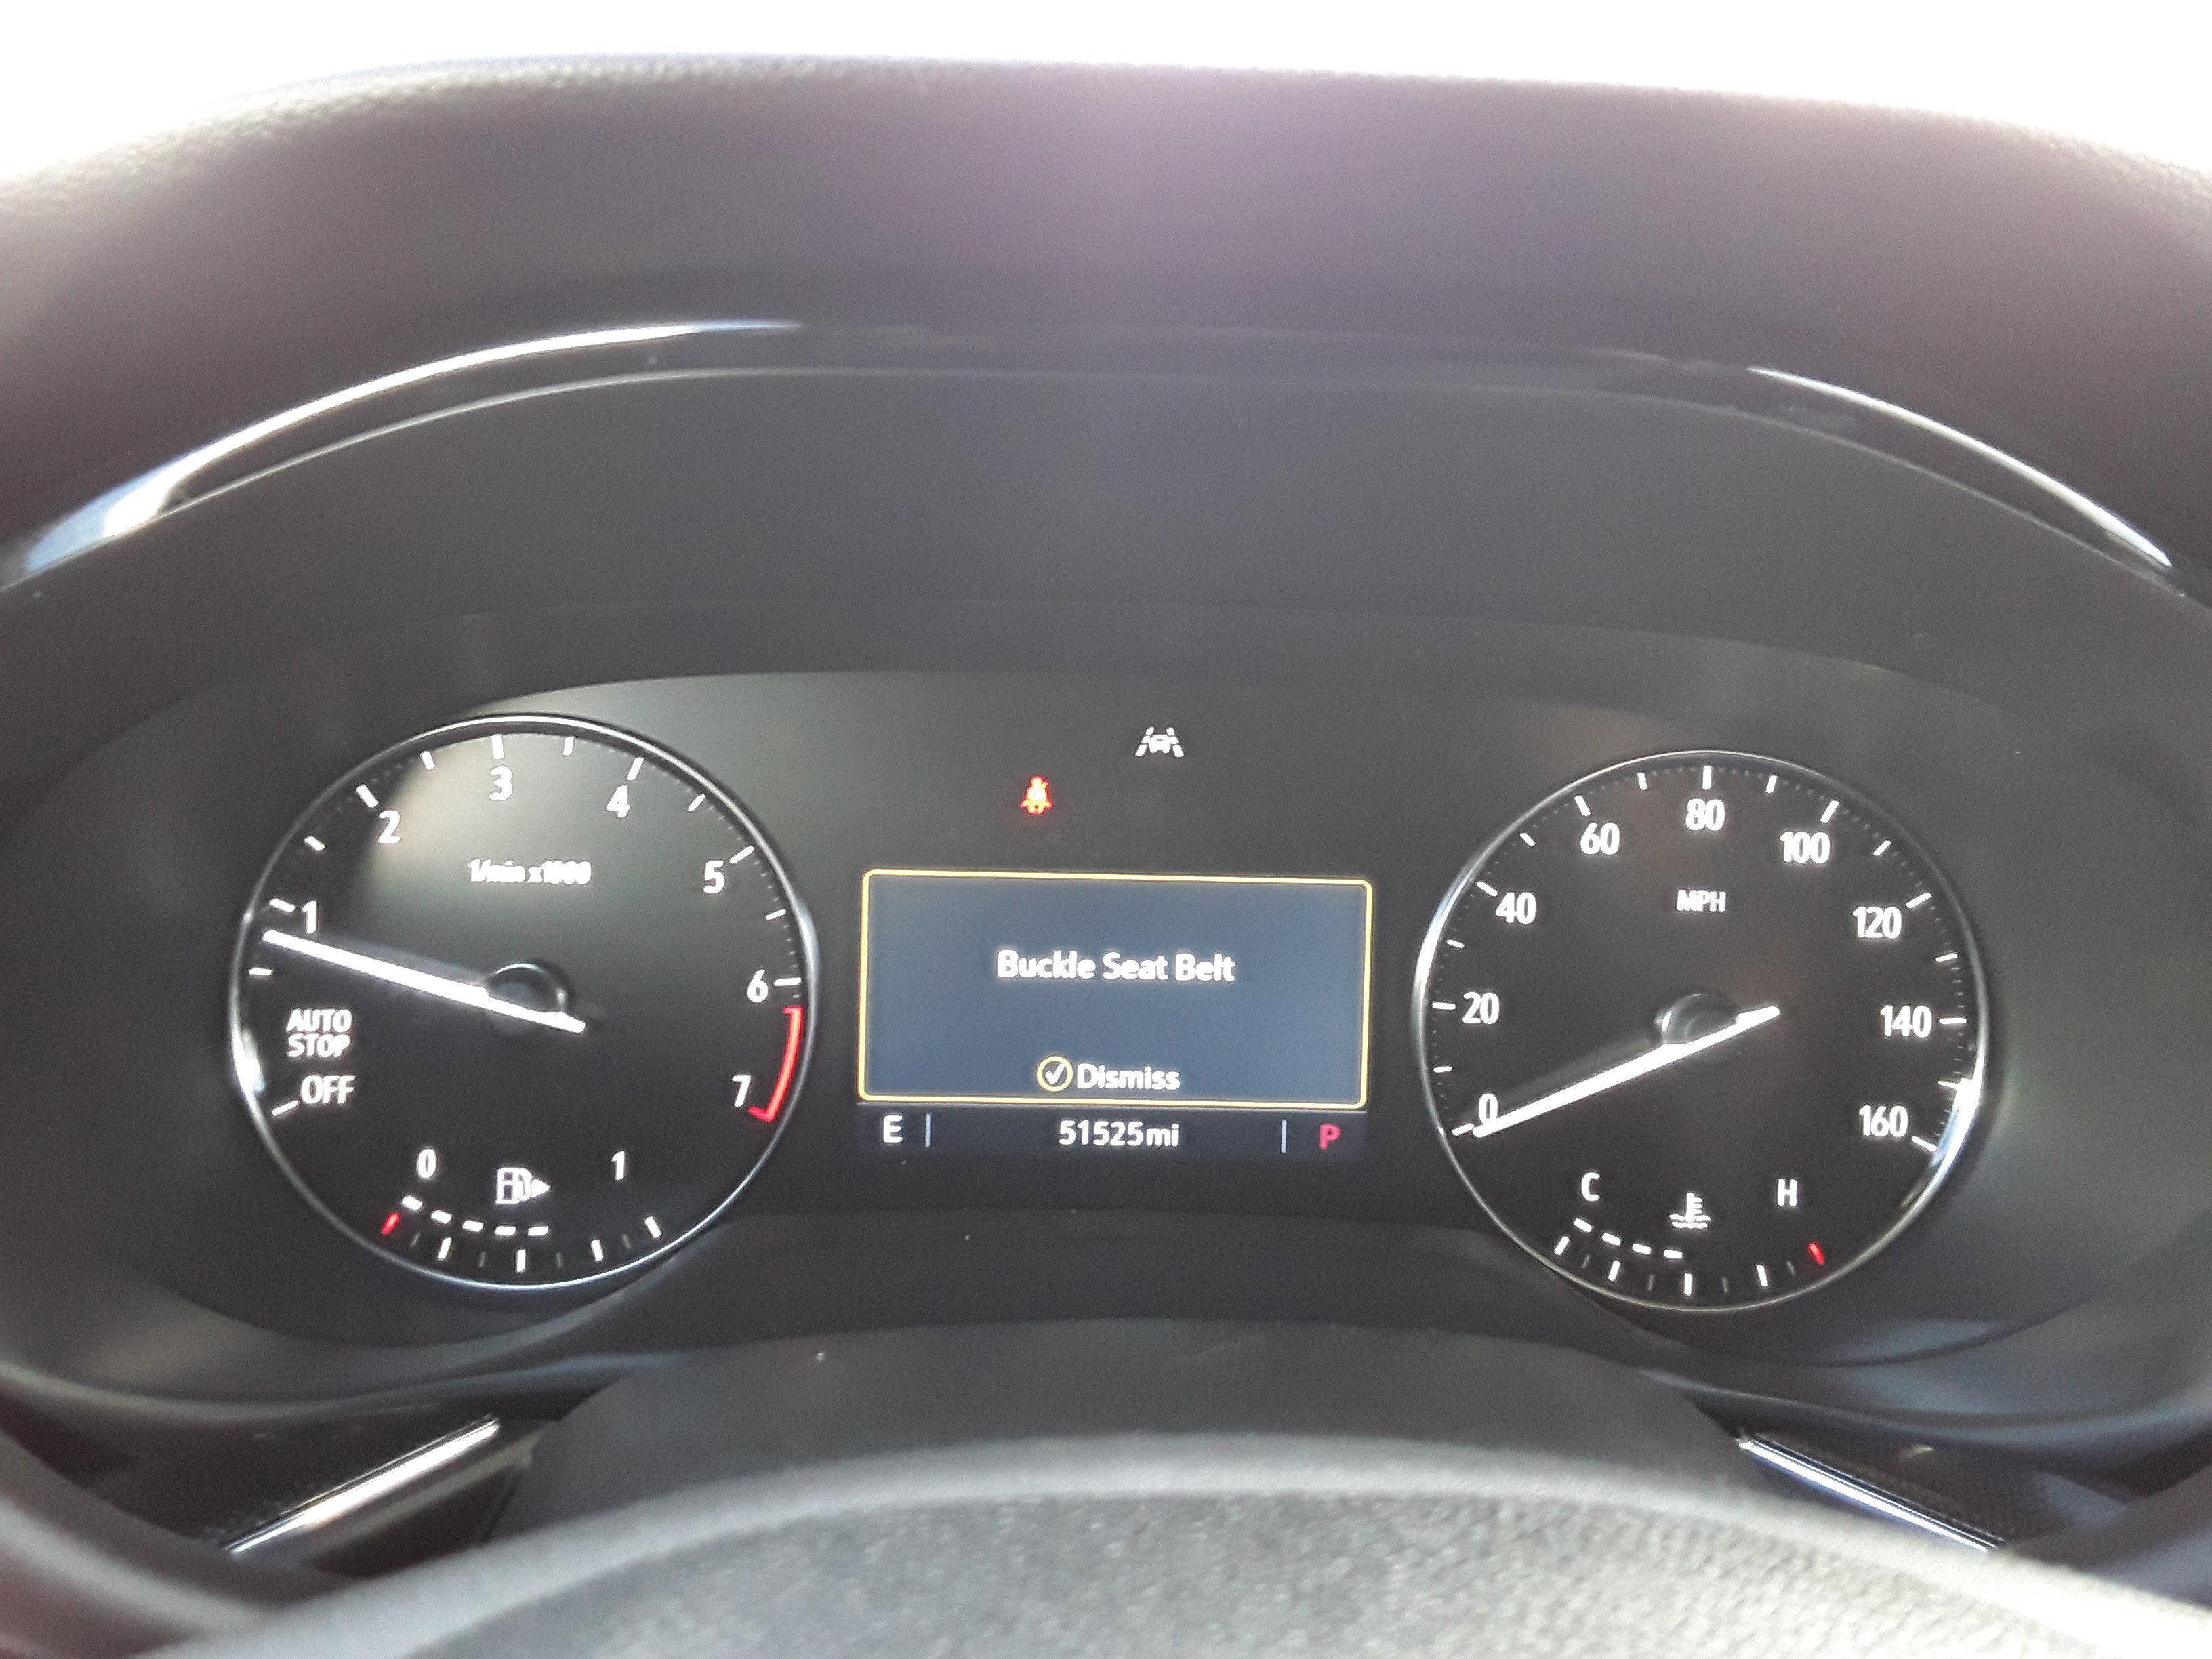 1
2
3
4
5
6
7
1/min x1000
AUTO
STOP
OFF
0 1
Buckle Seat Belt
Dismiss
E 51525mi P
0
20
40
60
80
100
120
140
160
MPH
C H